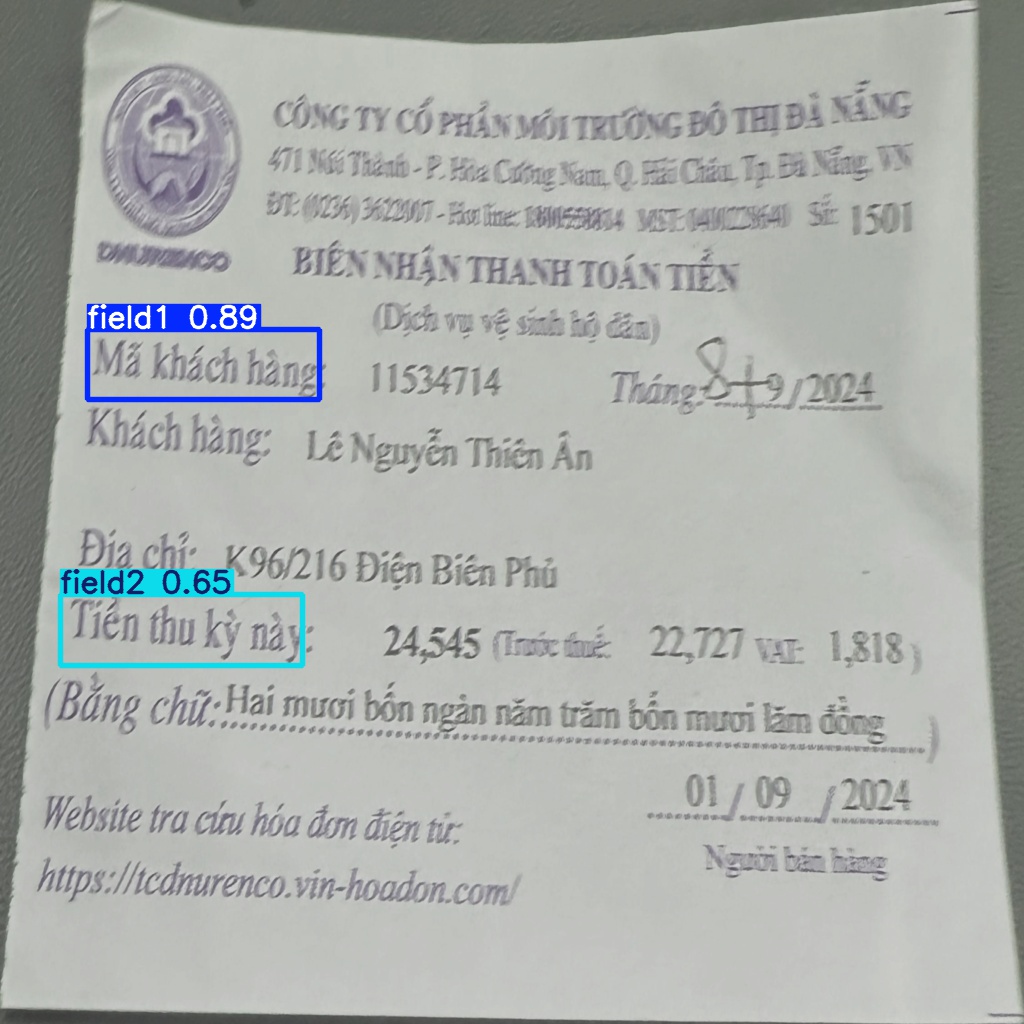 CÔNG TY CỔ PHẦN MÔI TRƯỜNG ĐÔ THỊ ĐÀ NẴNG
471 Núi Thành - P. Hòa Cường Nam, Q. Hải Châu, Tp. Đà Nẵng, VN
ĐT: (0236) 3622007 - Hot line: MST: Số: 1501
DNURENCO
BIÊN NHẬN THANH TOÁN TIỀN
(Dịch vụ vệ sinh hộ dân)
field1 0.89
Mã khách hàng: 11534714 Tháng: 8+9/2024
Khách hàng: Lê Nguyễn Thiên Ân
Địa chỉ: K96/216 Điện Biên Phủ
field2 0.65
Tiền thu kỳ này: 24,545 (Trước thuế: 22,727 VAT: 1,818)
(Bằng chữ: Hai mươi bốn ngàn năm trăm bốn mươi lăm đồng)
01 / 09 / 2024
Website tra cứu hóa đơn điện tử:
Người bán hàng
https://tcdnurenco.vin-hoadon.com/